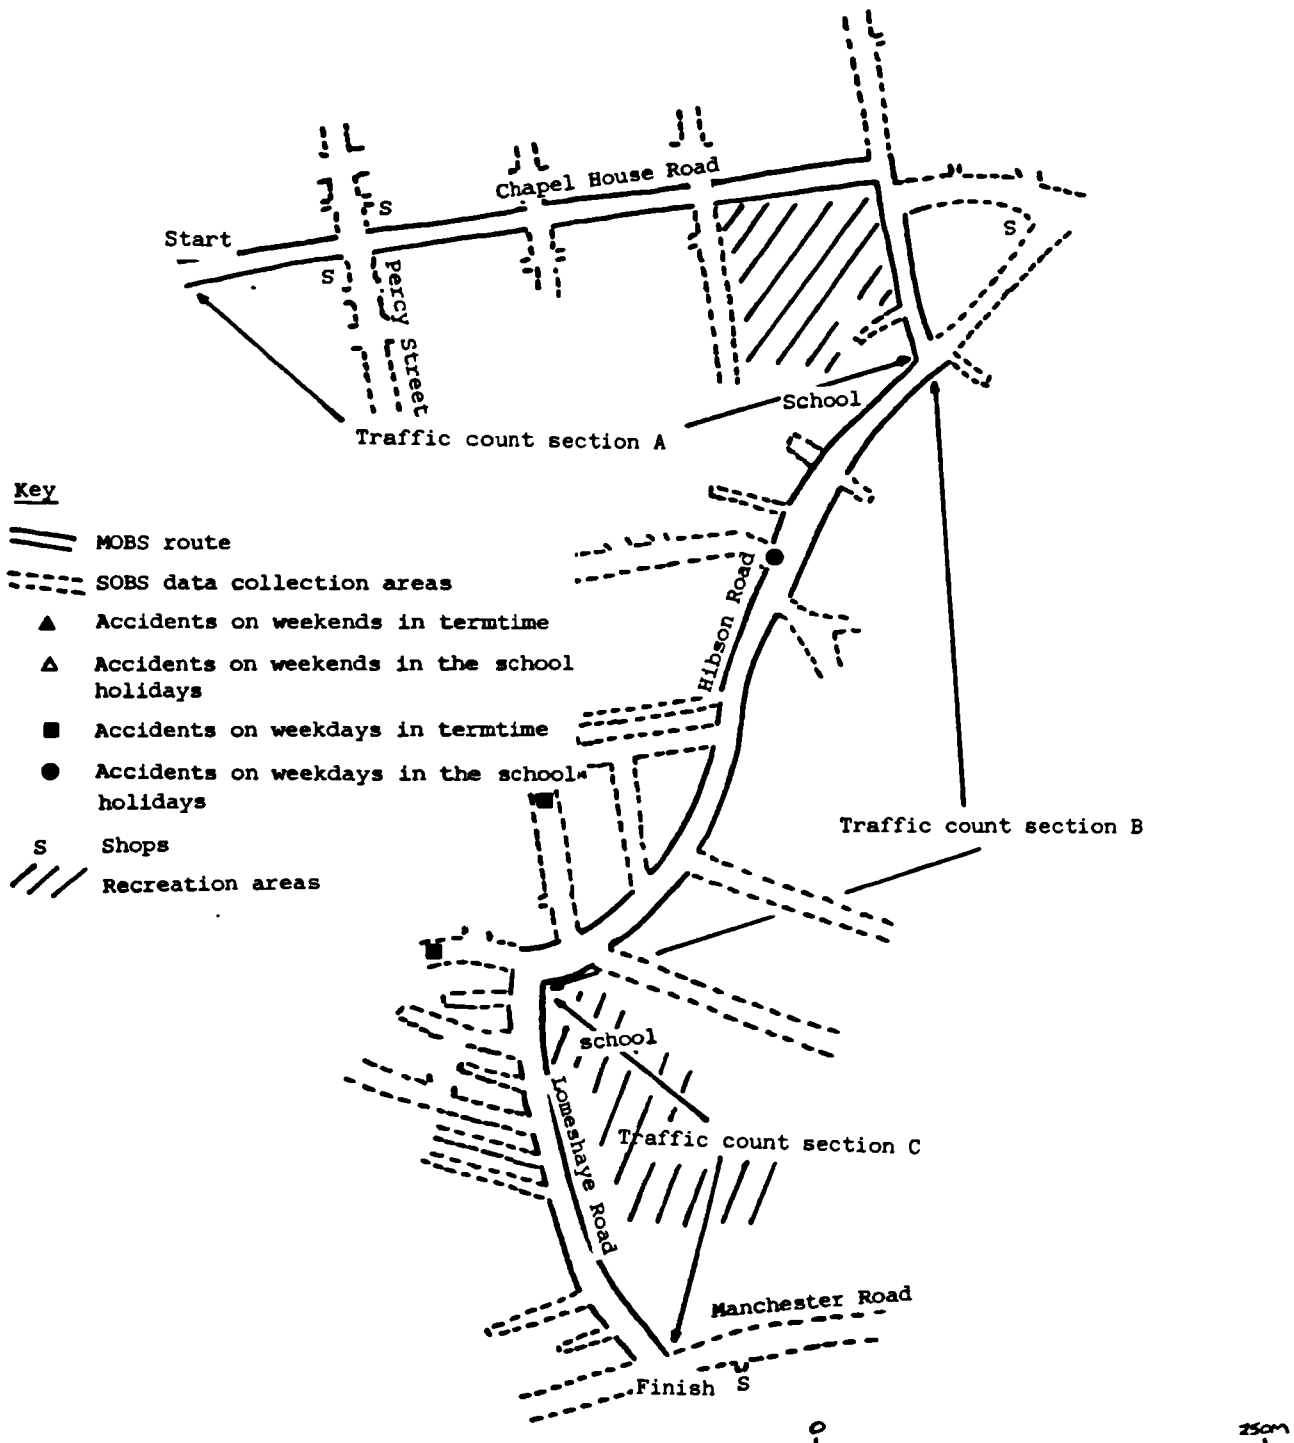 Chapel House Road
Start
S
S
S
Percy Street
School
Traffic count section A
Key
MOBS route
SOBS data collection areas
Accidents on weekends in termtime
Accidents on weekends in the school
holidays
Accidents on weekdays in termtime
Accidents on weekdays in the school
holidays
S Shops
Recreation areas
Hibson Road
Traffic count section B
school
Lomeshaye Road
Traffic count section C
Manchester Road
Finish S
0 250m